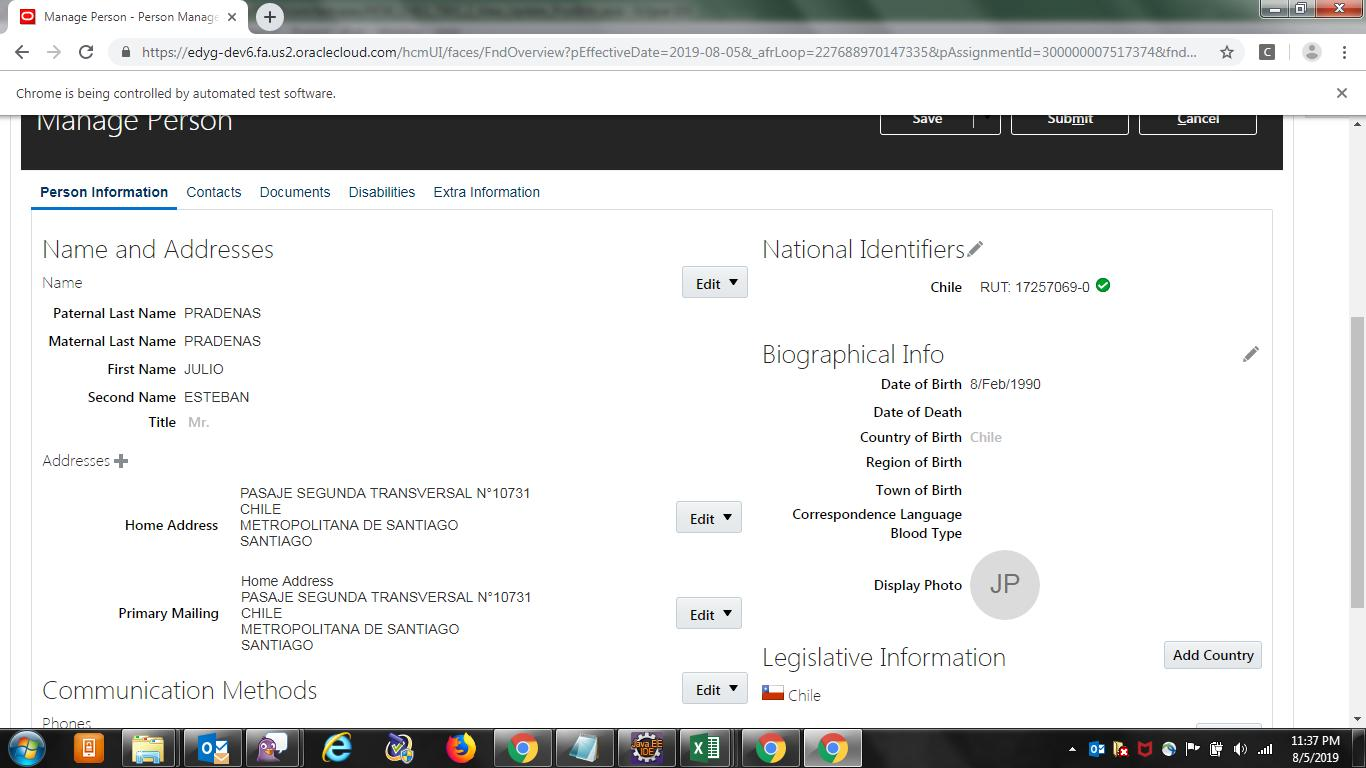 Manage Person - Person Manage
https://edyg-dev6.fa.us2.oraclecloud.com/hcmUI/faces/FndOverview?pEffectiveDate=2019-08-05&_afrLoop=227688970147335&pAssignmentId=300000007517374&fnd...
C
Chrome is being controlled by automated test software.
Manage Person
Save
Submit
Cancel
Person Information Contacts Documents Disabilities Extra Information
Name and Addresses
Name
Edit
Paternal Last Name PRADENAS
Maternal Last Name PRADENAS
First Name JULIO
Second Name ESTEBAN
Title Mr.
Addresses
Home Address
PASAJE SEGUNDA TRANSVERSAL N°10731
CHILE
METROPOLITANA DE SANTIAGO
SANTIAGO
Edit
Primary Mailing
Home Address
PASAJE SEGUNDA TRANSVERSAL N°10731
CHILE
METROPOLITANA DE SANTIAGO
SANTIAGO
Edit
Communication Methods
Edit
Phones
National Identifiers
Chile RUT: 17257069-0
Biographical Info
Date of Birth 8/Feb/1990
Date of Death
Country of Birth Chile
Region of Birth
Town of Birth
Correspondence Language
Blood Type
Display Photo JP
Legislative Information
Add Country
Chile
Java EE
IDE
11:37 PM
8/5/2019